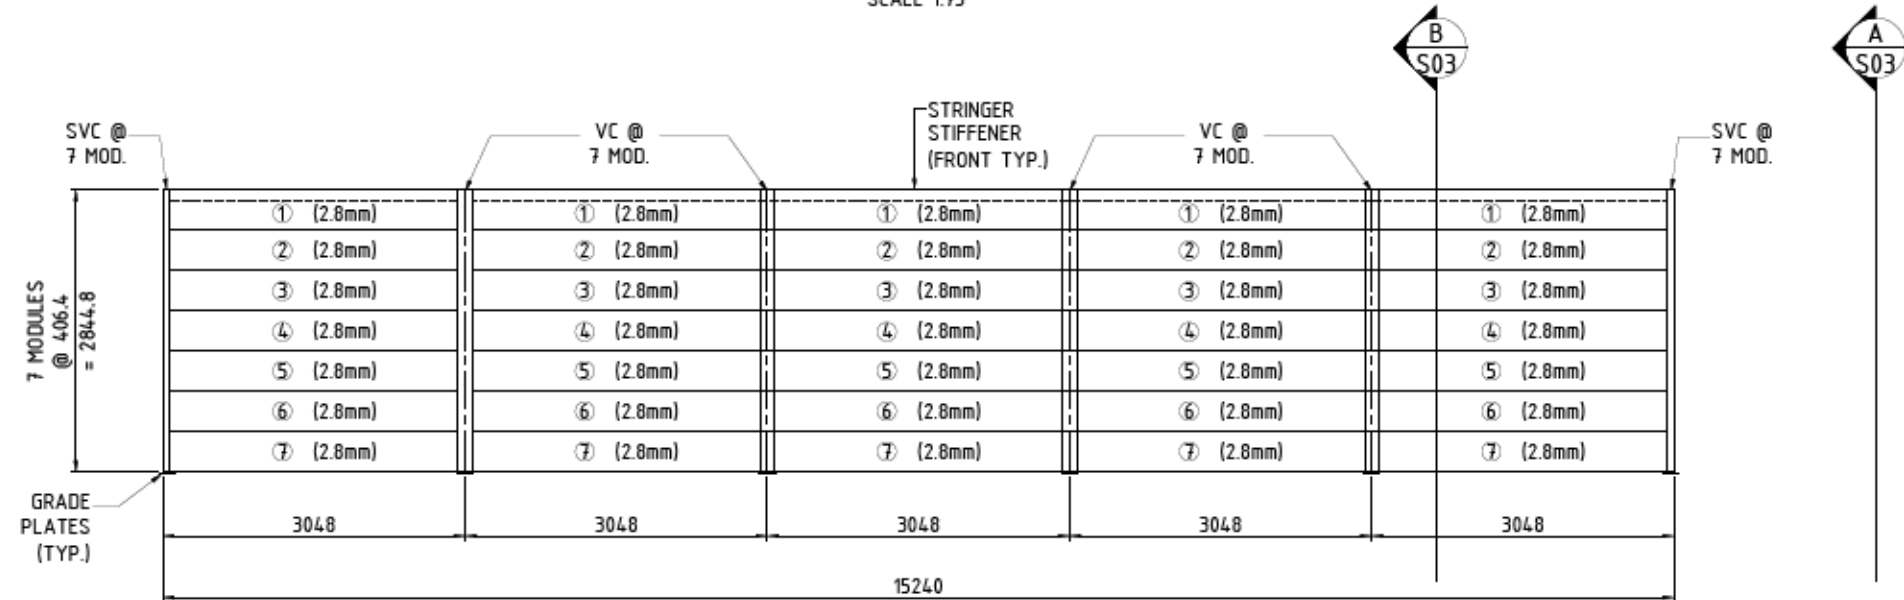 SCALE 1:75
B
S03
A
S03
SVC @
7 MOD.
VC @
7 MOD.
STRINGER
STIFFENER
(FRONT TYP.)
VC @
7 MOD.
SVC @
7 MOD.
7 MODULES
@ 406.4
= 2844.8
① (2.8mm) ① (2.8mm) ① (2.8mm) ① (2.8mm) ① (2.8mm)
② (2.8mm) ② (2.8mm) ② (2.8mm) ② (2.8mm) ② (2.8mm)
③ (2.8mm) ③ (2.8mm) ③ (2.8mm) ③ (2.8mm) ③ (2.8mm)
④ (2.8mm) ④ (2.8mm) ④ (2.8mm) ④ (2.8mm) ④ (2.8mm)
⑤ (2.8mm) ⑤ (2.8mm) ⑤ (2.8mm) ⑤ (2.8mm) ⑤ (2.8mm)
⑥ (2.8mm) ⑥ (2.8mm) ⑥ (2.8mm) ⑥ (2.8mm) ⑥ (2.8mm)
⑦ (2.8mm) ⑦ (2.8mm) ⑦ (2.8mm) ⑦ (2.8mm) ⑦ (2.8mm)
GRADE
PLATES
(TYP.)
3048 3048 3048 3048 3048
15240